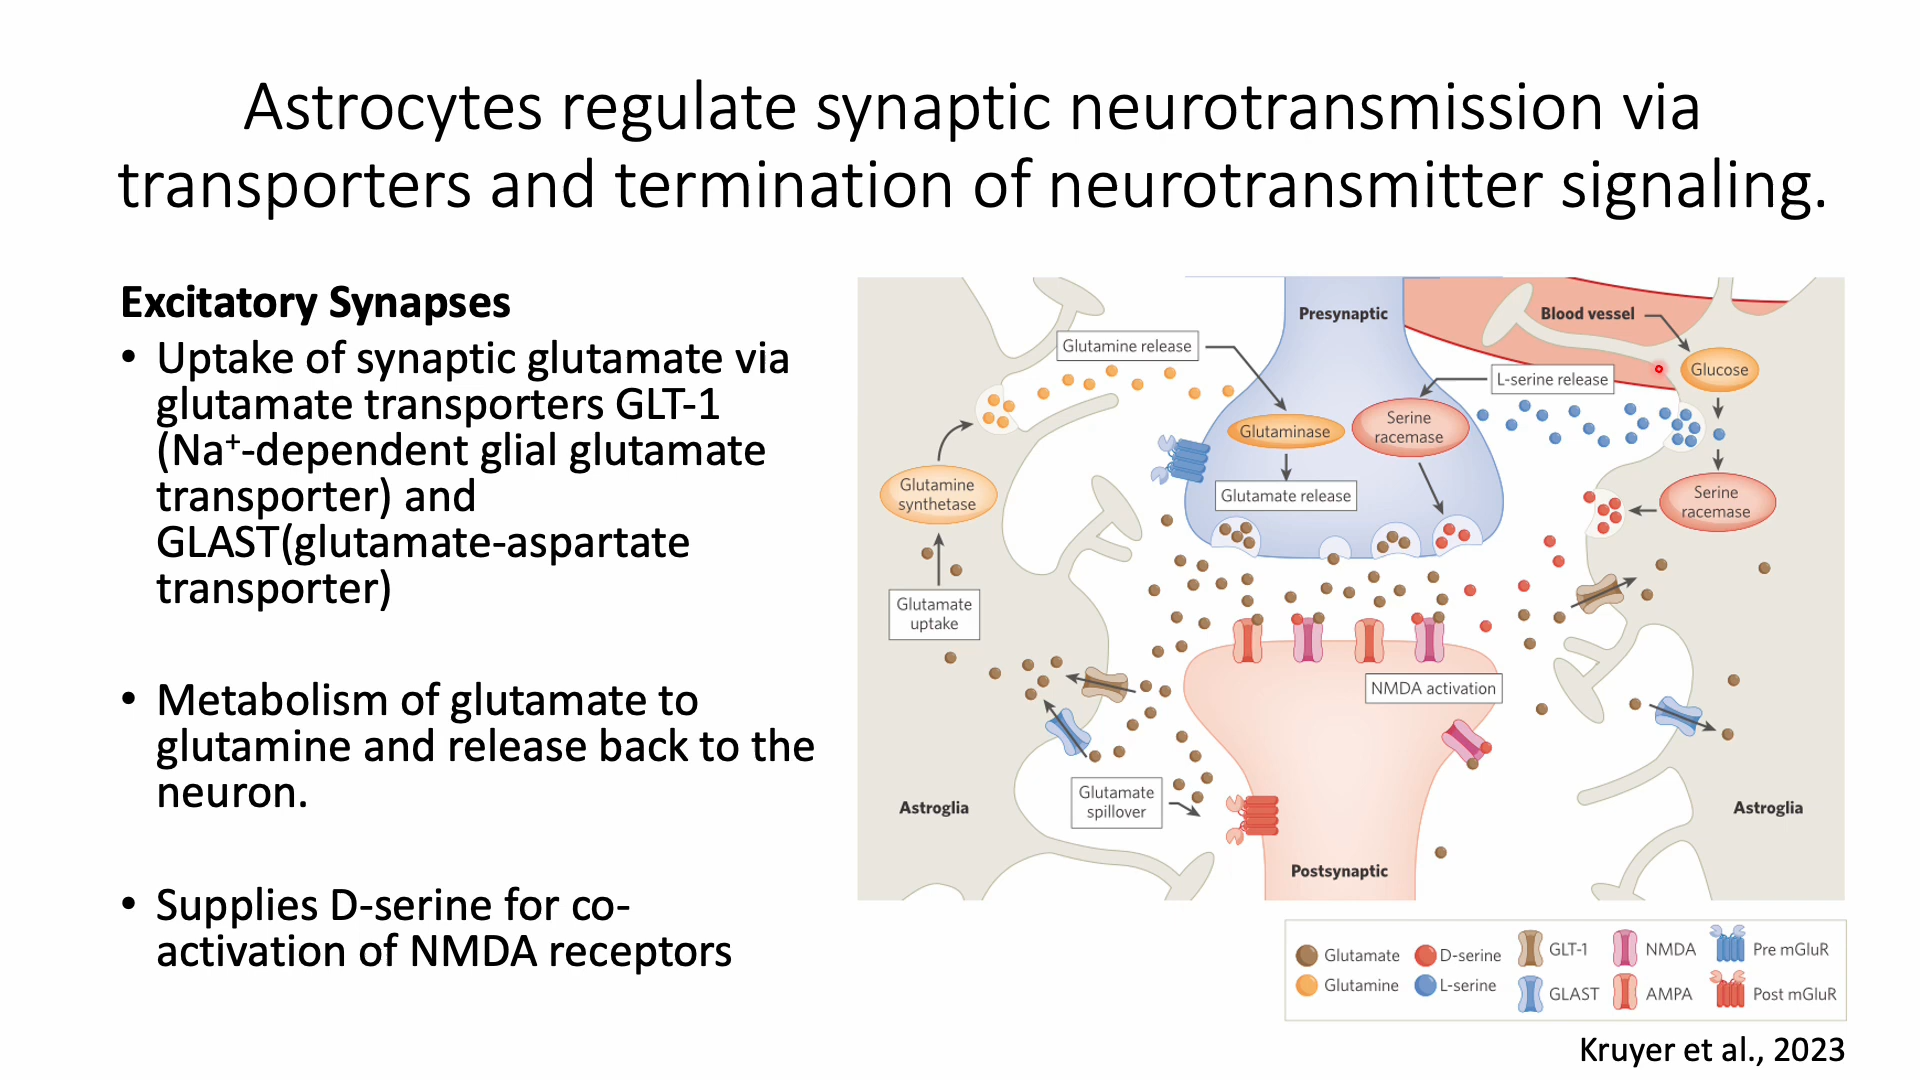 Astrocytes regulate synaptic neurotransmission via
transporters and termination of neurotransmitter signaling.
Excitatory Synapses
• Uptake of synaptic glutamate via
glutamate transporters GLT-1
(Na⁺-dependent glial glutamate
transporter) and
GLAST(glutamate-aspartate
transporter)
• Metabolism of glutamate to
glutamine and release back to the
neuron.
• Supplies D-serine for co-
activation of NMDA receptors
Presynaptic
Blood vessel
Glutamine release
Glucose
L-serine release
Glutaminase
Serine
racemase
Glutamine
synthetase
Glutamate release
Serine
racemase
Glutamate
uptake
NMDA activation
Glutamate
spillover
Astroglia
Astroglia
Postsynaptic
Glutamate
D-serine
GLT-1
NMDA
Pre mGluR
Glutamine
L-serine
GLAST
AMPA
Post mGluR
Kruyer et al., 2023